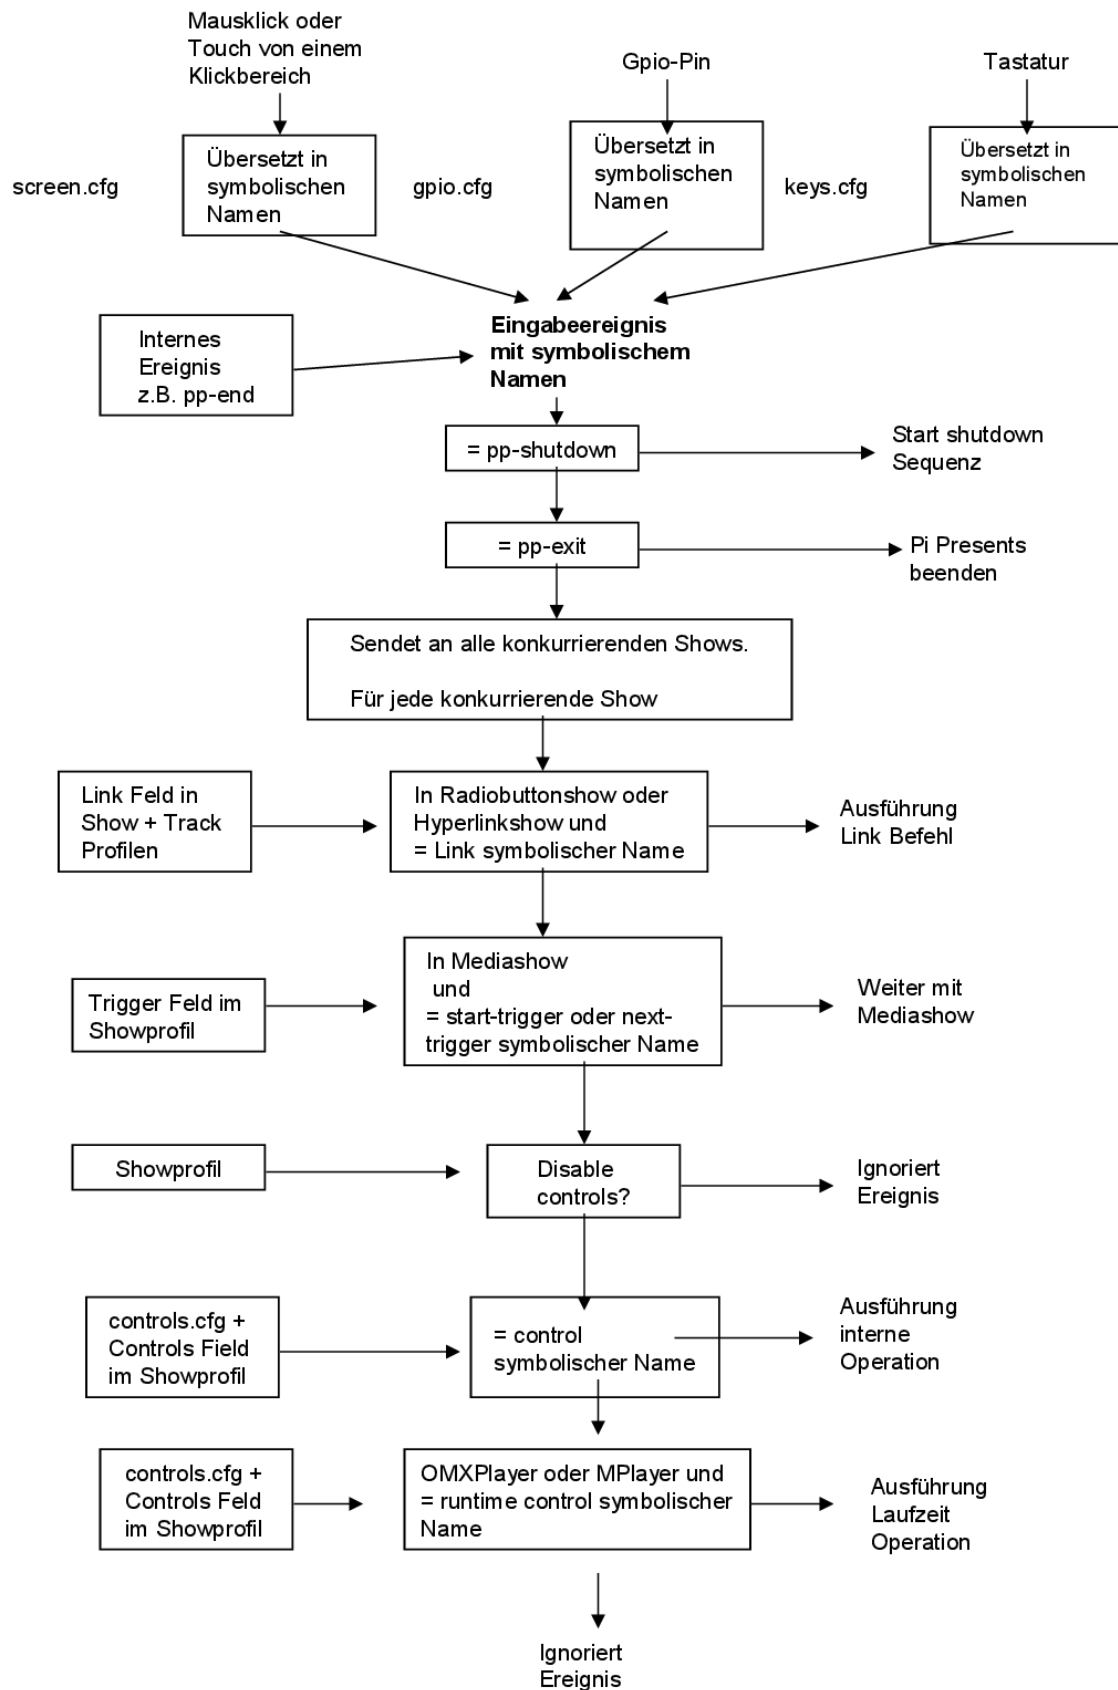 Mausklick oder
Touch von einem
Klickbereich
Gpio-Pin
Tastatur
screen.cfg
Übersetzt in
symbolischen
Namen
gpio.cfg
Übersetzt in
symbolischen
Namen
keys.cfg
Übersetzt in
symbolischen
Namen
Internes
Ereignis
z.B. pp-end
Eingabeereignis
mit symbolischem
Namen
= pp-shutdown
Start shutdown
Sequenz
= pp-exit
Pi Presents
beenden
Sendet an alle konkurrierenden Shows.
Für jede konkurrierende Show
Link Feld in
Show + Track
Profilen
In Radiobuttonshow oder
Hyperlinkshow und
= Link symbolischer Name
Ausführung
Link Befehl
Trigger Feld im
Showprofil
In Mediashow
und
= start-trigger oder next-
trigger symbolischer Name
Weiter mit
Mediashow
Showprofil
Disable
controls?
Ignoriert
Ereignis
controls.cfg +
Controls Field
im Showprofil
= control
symbolischer Name
Ausführung
interne
Operation
controls.cfg +
Controls Feld
im Showprofil
OMXPlayer oder MPlayer und
= runtime control symbolischer
Name
Ausführung
Laufzeit
Operation
Ignoriert
Ereignis